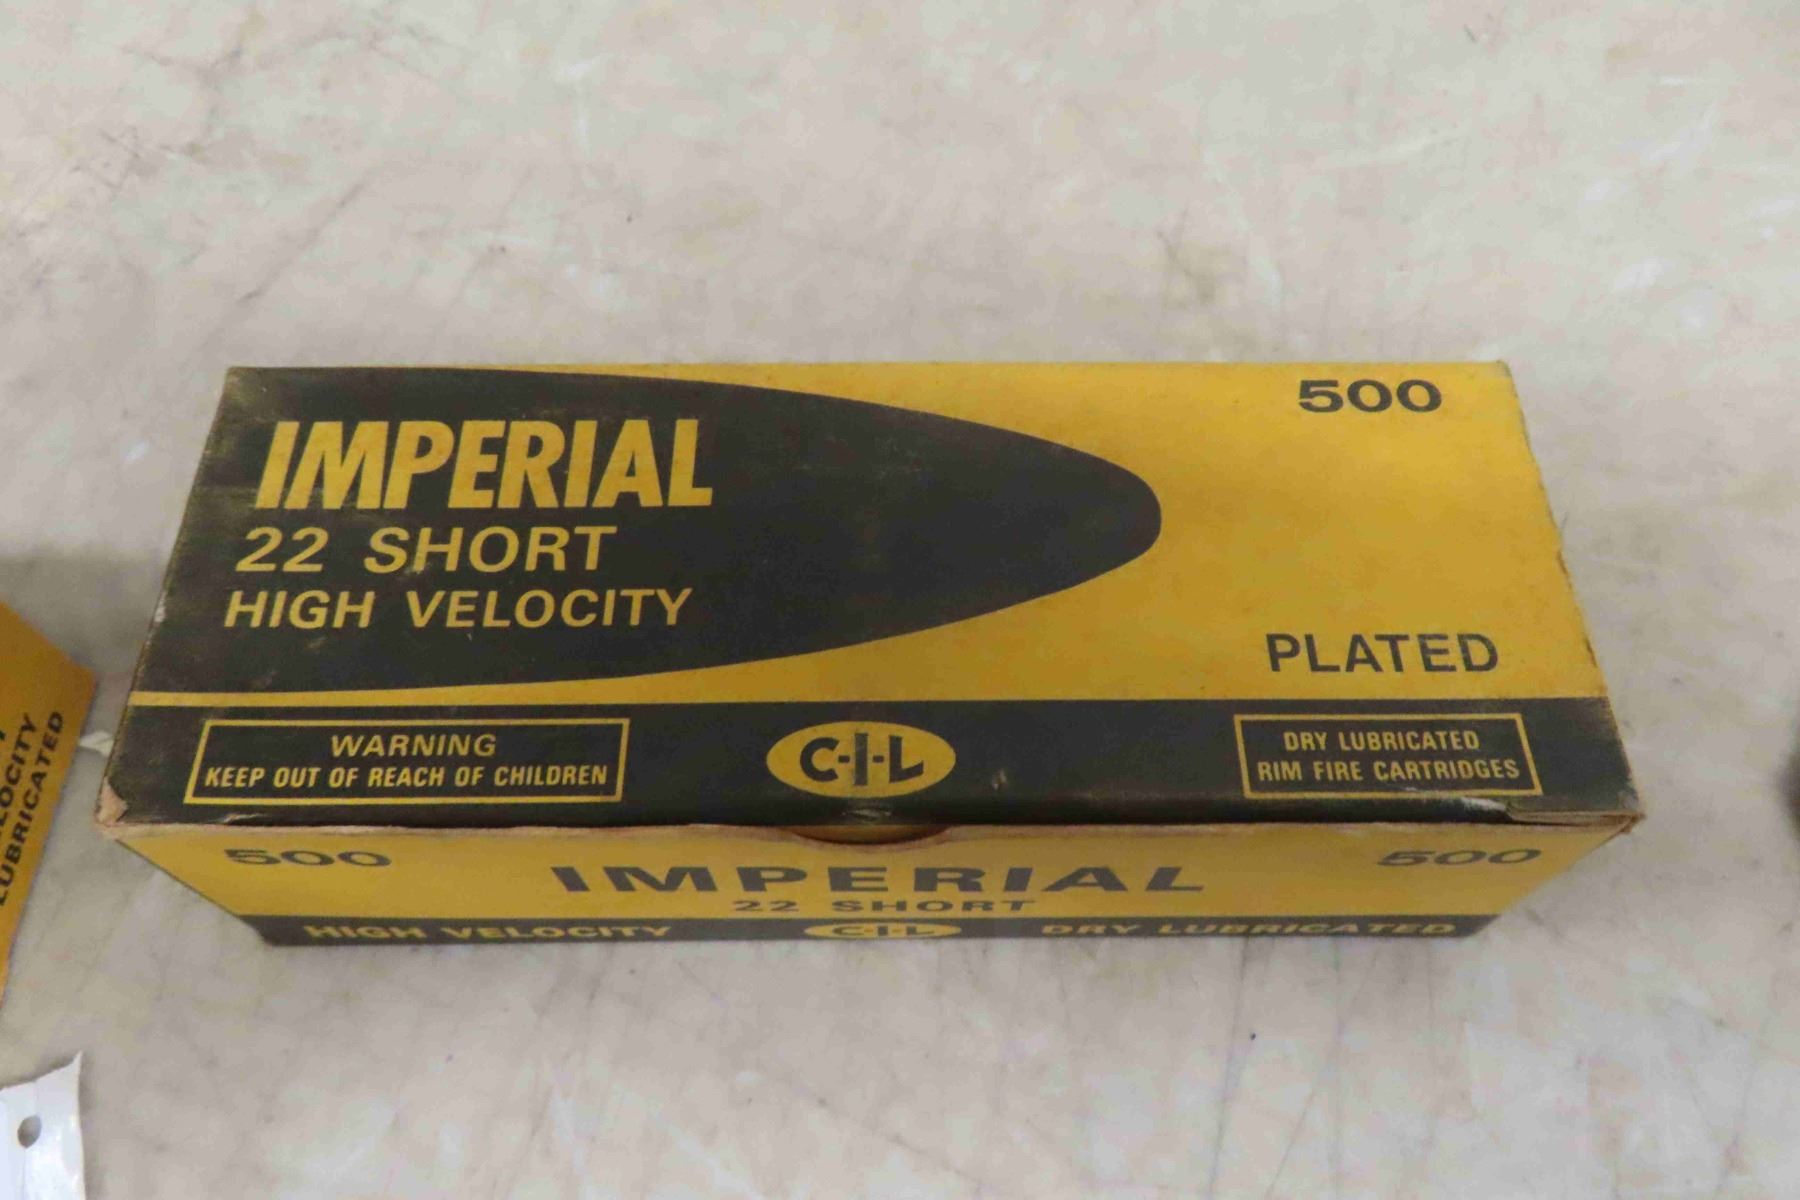 500
IMPERIAL
22 SHORT
HIGH VELOCITY
PLATED
WARNING
KEEP OUT OF REACH OF CHILDREN
C-I-L
DRY LUBRICATED
RIM FIRE CARTRIDGES
500 IMPERIAL 500
22 SHORT
HIGH VELOCITY C-I-L DRY LUBRICATED
LUBRICATED